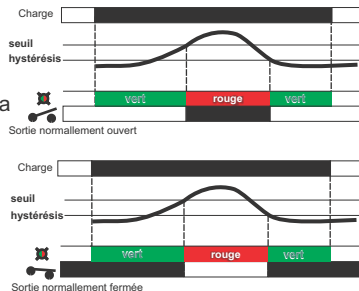 Charge
seuil
hystérésis
a
vert rouge vert
Sortie normallement ouvert
Charge
seuil
hystérésis
vert rouge vert
Sortie normallement fermée